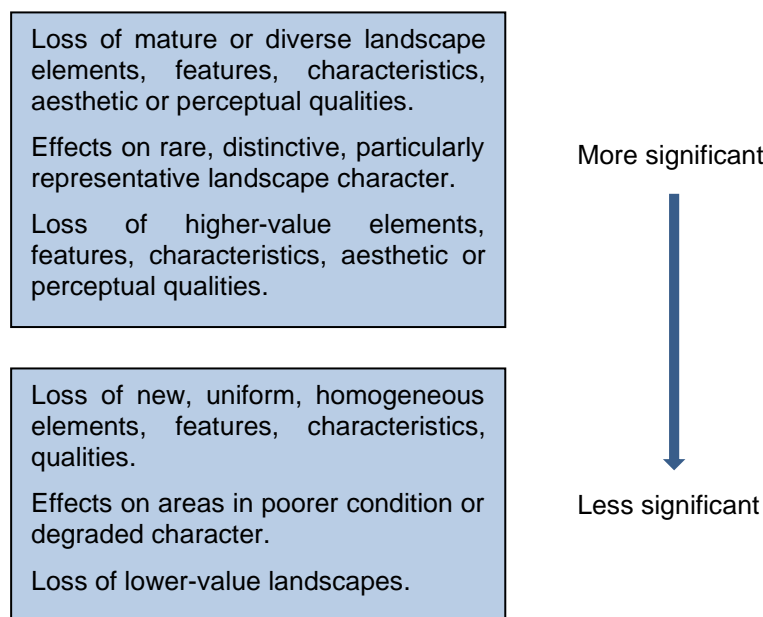 Loss of mature or diverse landscape
elements, features, characteristics,
aesthetic or perceptual qualities.
Effects on rare, distinctive, particularly
representative landscape character.
Loss of higher-value elements,
features, characteristics, aesthetic or
perceptual qualities.
More significant
Loss of new, uniform, homogeneous
elements, features, characteristics,
qualities.
Effects on areas in poorer condition or
degraded character.
Loss of lower-value landscapes.
Less significant